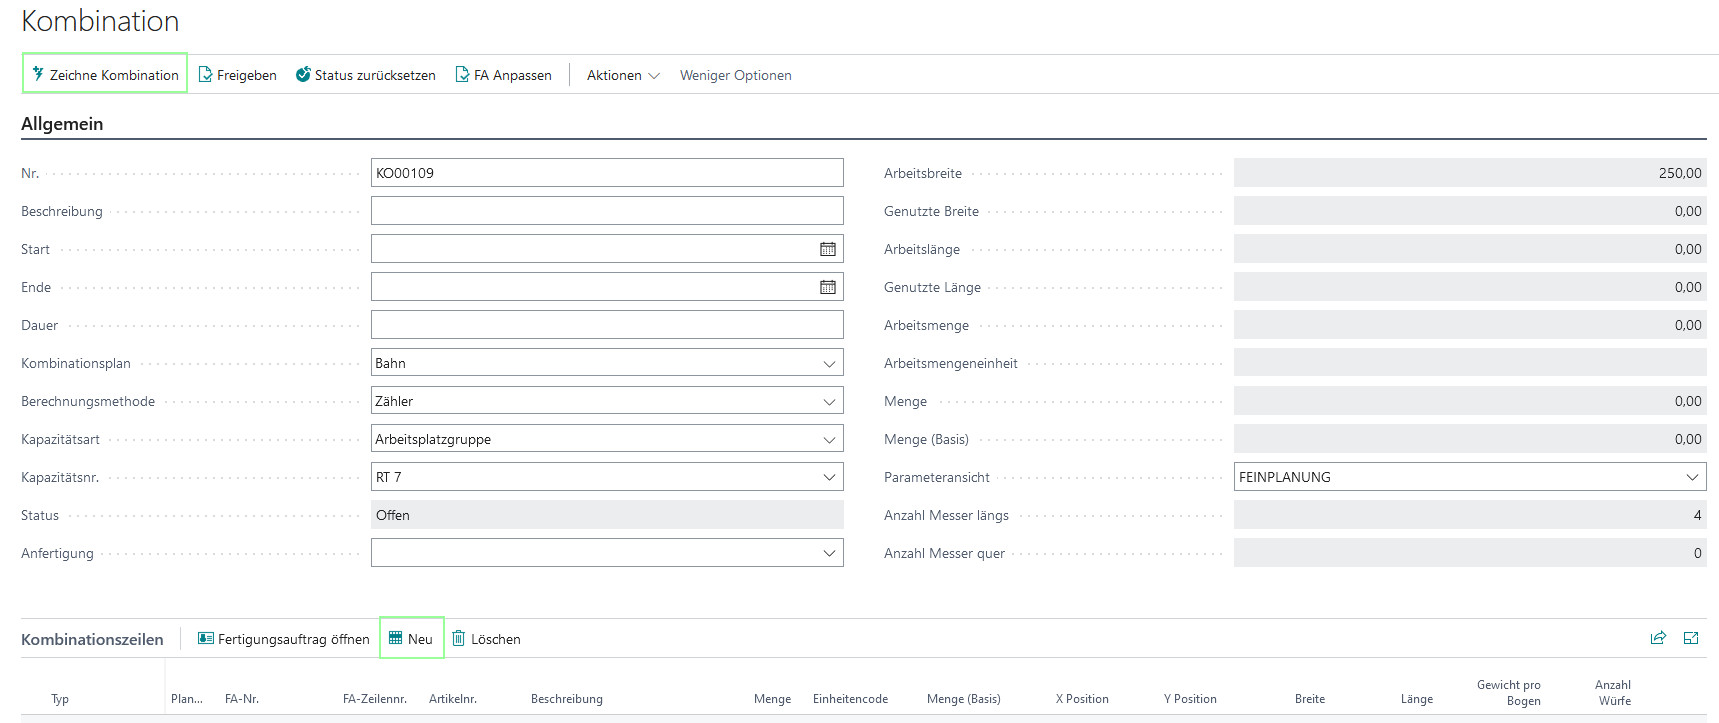 Kombination
Zeichne Kombination Freigeben Status zurücksetzen FA Anpassen Aktionen Weniger Optionen
Allgemein
Nr. KO00109
Beschreibung
Start
Ende
Dauer
Kombinationsplan Bahn
Berechnungsmethode Zähler
Kapazitätsart Arbeitsplatzgruppe
Kapazitätsnr. RT 7
Status Offen
Anfertigung
Arbeitsbreite 250,00
Genutzte Breite 0,00
Arbeitslänge 0,00
Genutzte Länge 0,00
Arbeitsmenge 0,00
Arbeitsmengeneinheit
Menge 0,00
Menge (Basis) 0,00
Parameteransicht FEINPLANUNG
Anzahl Messer längs 4
Anzahl Messer quer 0
Kombinationszeilen Fertigungsauftrag öffnen Neu Löschen
Typ Plan... FA-Nr. FA-Zeilennr. Artikelnr. Beschreibung Menge Einheitencode Menge (Basis) X Position Y Position Breite Länge Gewicht pro Bogen Anzahl Würfe